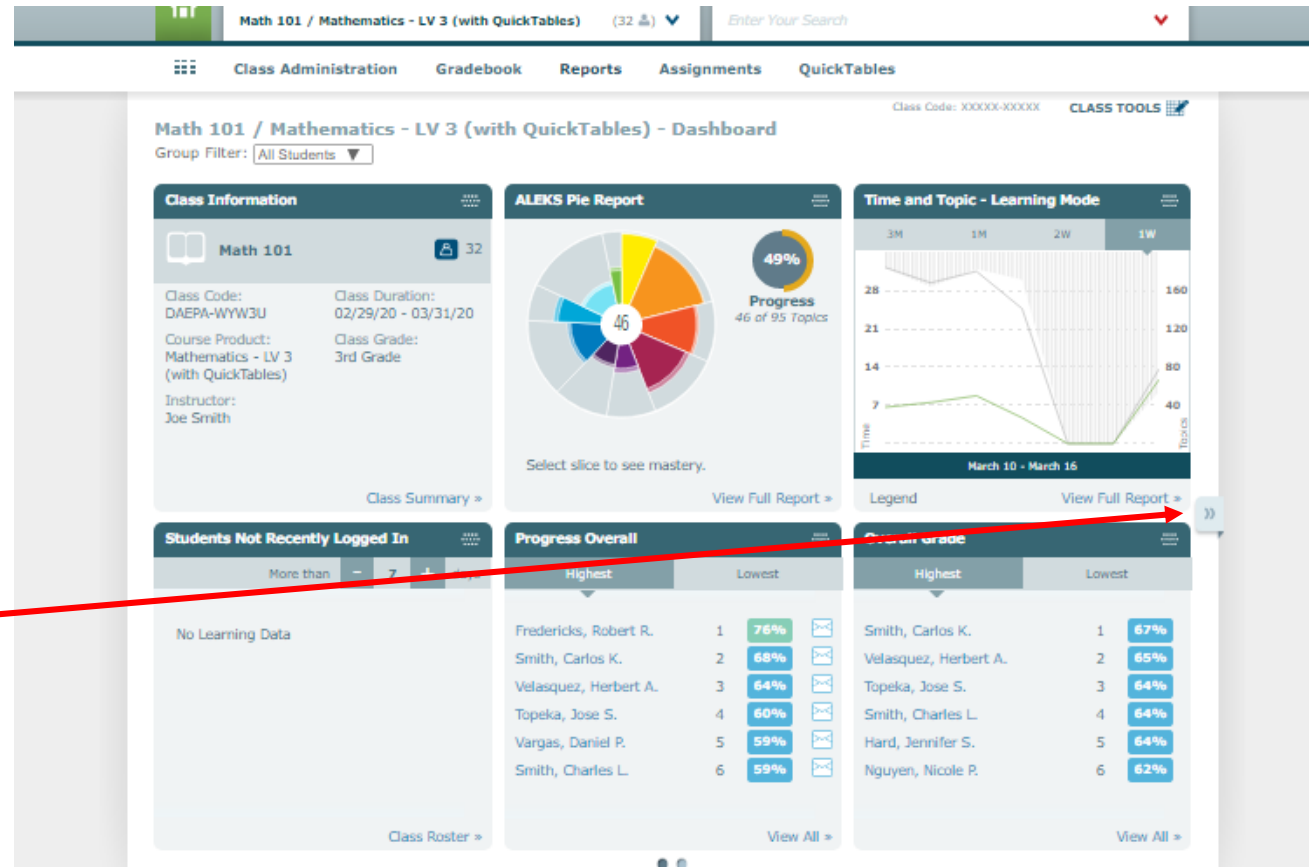 Math 101 / Mathematics - LV 3 (with QuickTables) (32 ) Enter Your Search
Class Administration Gradebook Reports Assignments QuickTables
Class Code: XXXXX-XXXXX CLASS TOOLS
Math 101 / Mathematics - LV 3 (with QuickTables) - Dashboard
Group Filter: All Students ▼
Class Information
Math 101 32
Class Code: Class Duration:
DAEPA-WYW3U 02/29/20 - 03/31/20
Course Product: Class Grade:
Mathematics - LV 3 3rd Grade
(with QuickTables)
Instructor:
Joe Smith
Class Summary »
ALEKS Pie Report
49%
Progress
46 of 95 Topics
46
Select slice to see mastery.
View Full Report »
Time and Topic - Learning Mode
3M 1M 2W 1W
28 160
21 120
14 80
7 40
Time Topics
March 10 - March 16
Legend View Full Report »
»
Students Not Recently Logged In
More than - 7 + days
No Learning Data
Class Roster »
Progress Overall
Highest Lowest
Fredericks, Robert R. 1 76%
Smith, Carlos K. 2 68%
Velasquez, Herbert A. 3 64%
Topeka, Jose S. 4 60%
Vargas, Daniel P. 5 59%
Smith, Charles L. 6 59%
View All »
Overall Grade
Highest Lowest
Smith, Carlos K. 1 67%
Velasquez, Herbert A. 2 65%
Topeka, Jose S. 3 64%
Smith, Charles L. 4 64%
Hard, Jennifer S. 5 64%
Nguyen, Nicole P. 6 62%
View All »